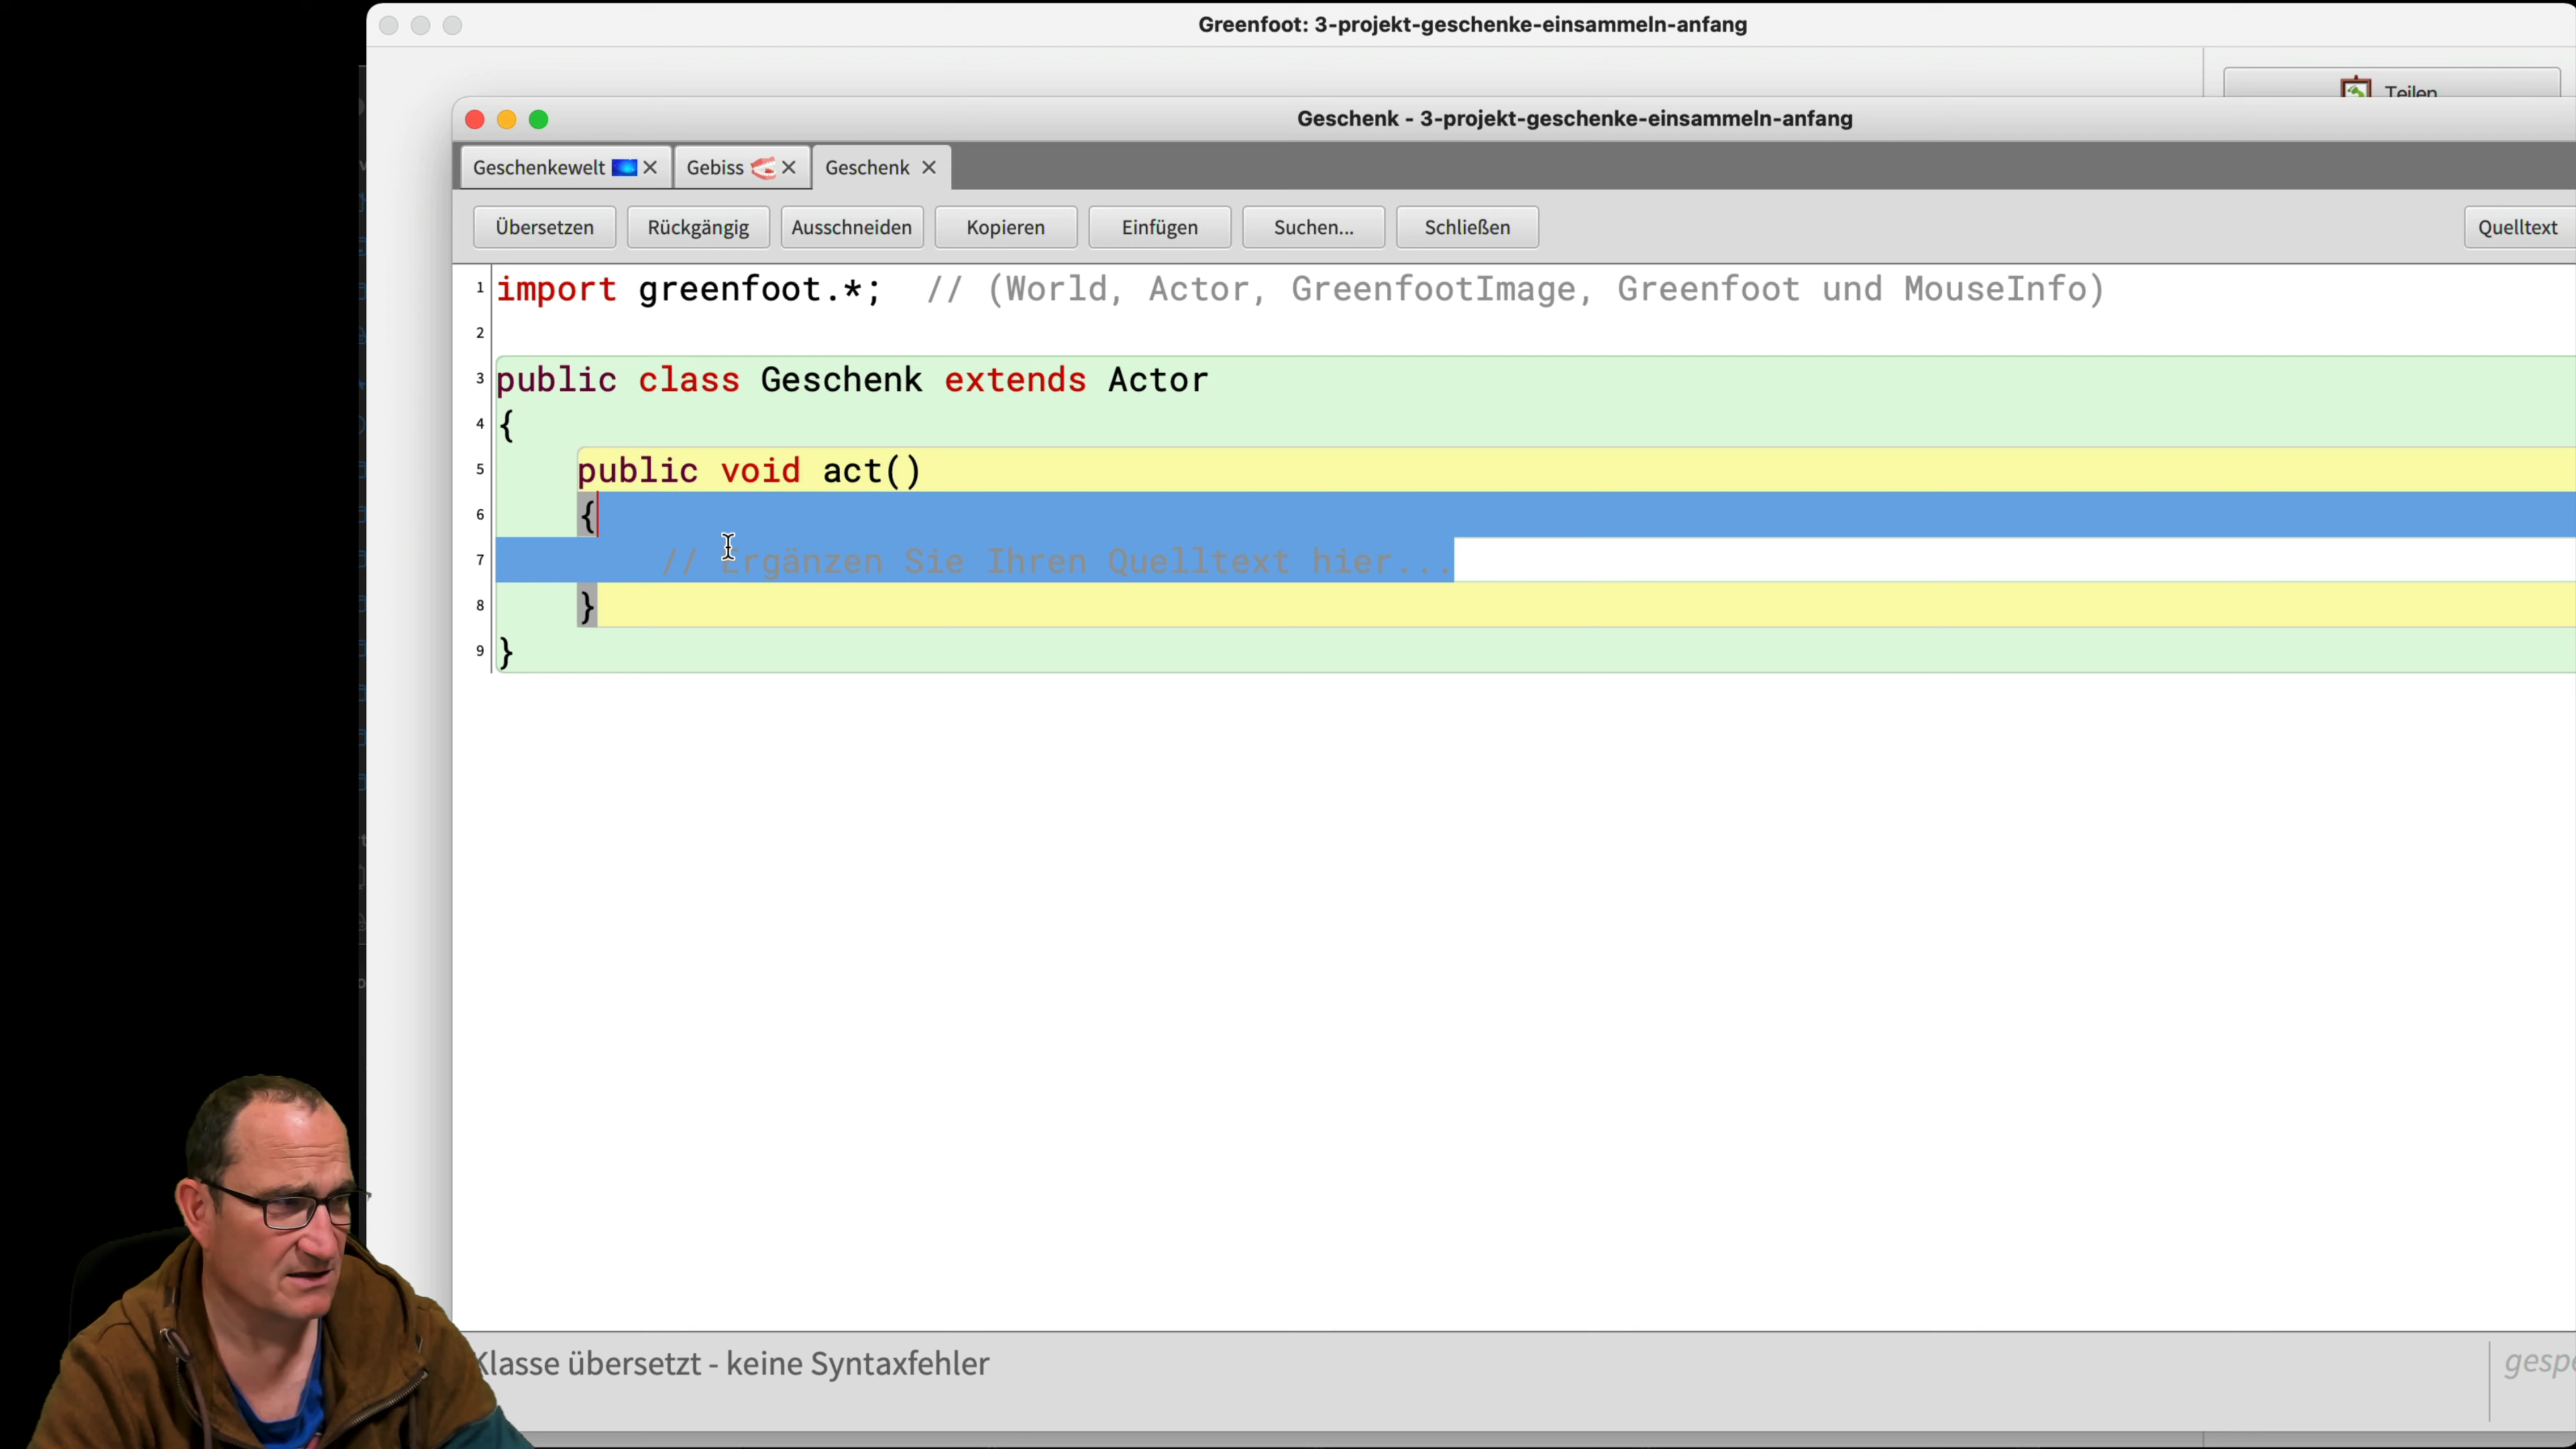 Greenfoot: 3-projekt-geschenke-einsammeln-anfang
Teilen
Geschenk - 3-projekt-geschenke-einsammeln-anfang
Geschenkewelt Gebiss Geschenk
Übersetzen Rückgängig Ausschneiden Kopieren Einfügen Suchen... Schließen Quelltext
1 import greenfoot.*; // (World, Actor, GreenfootImage, Greenfoot und MouseInfo)
2
3 public class Geschenk extends Actor
4 {
5 public void act()
6 {
7 // Ergänzen Sie Ihren Quelltext hier...
8 }
9 }
Klasse übersetzt - keine Syntaxfehler